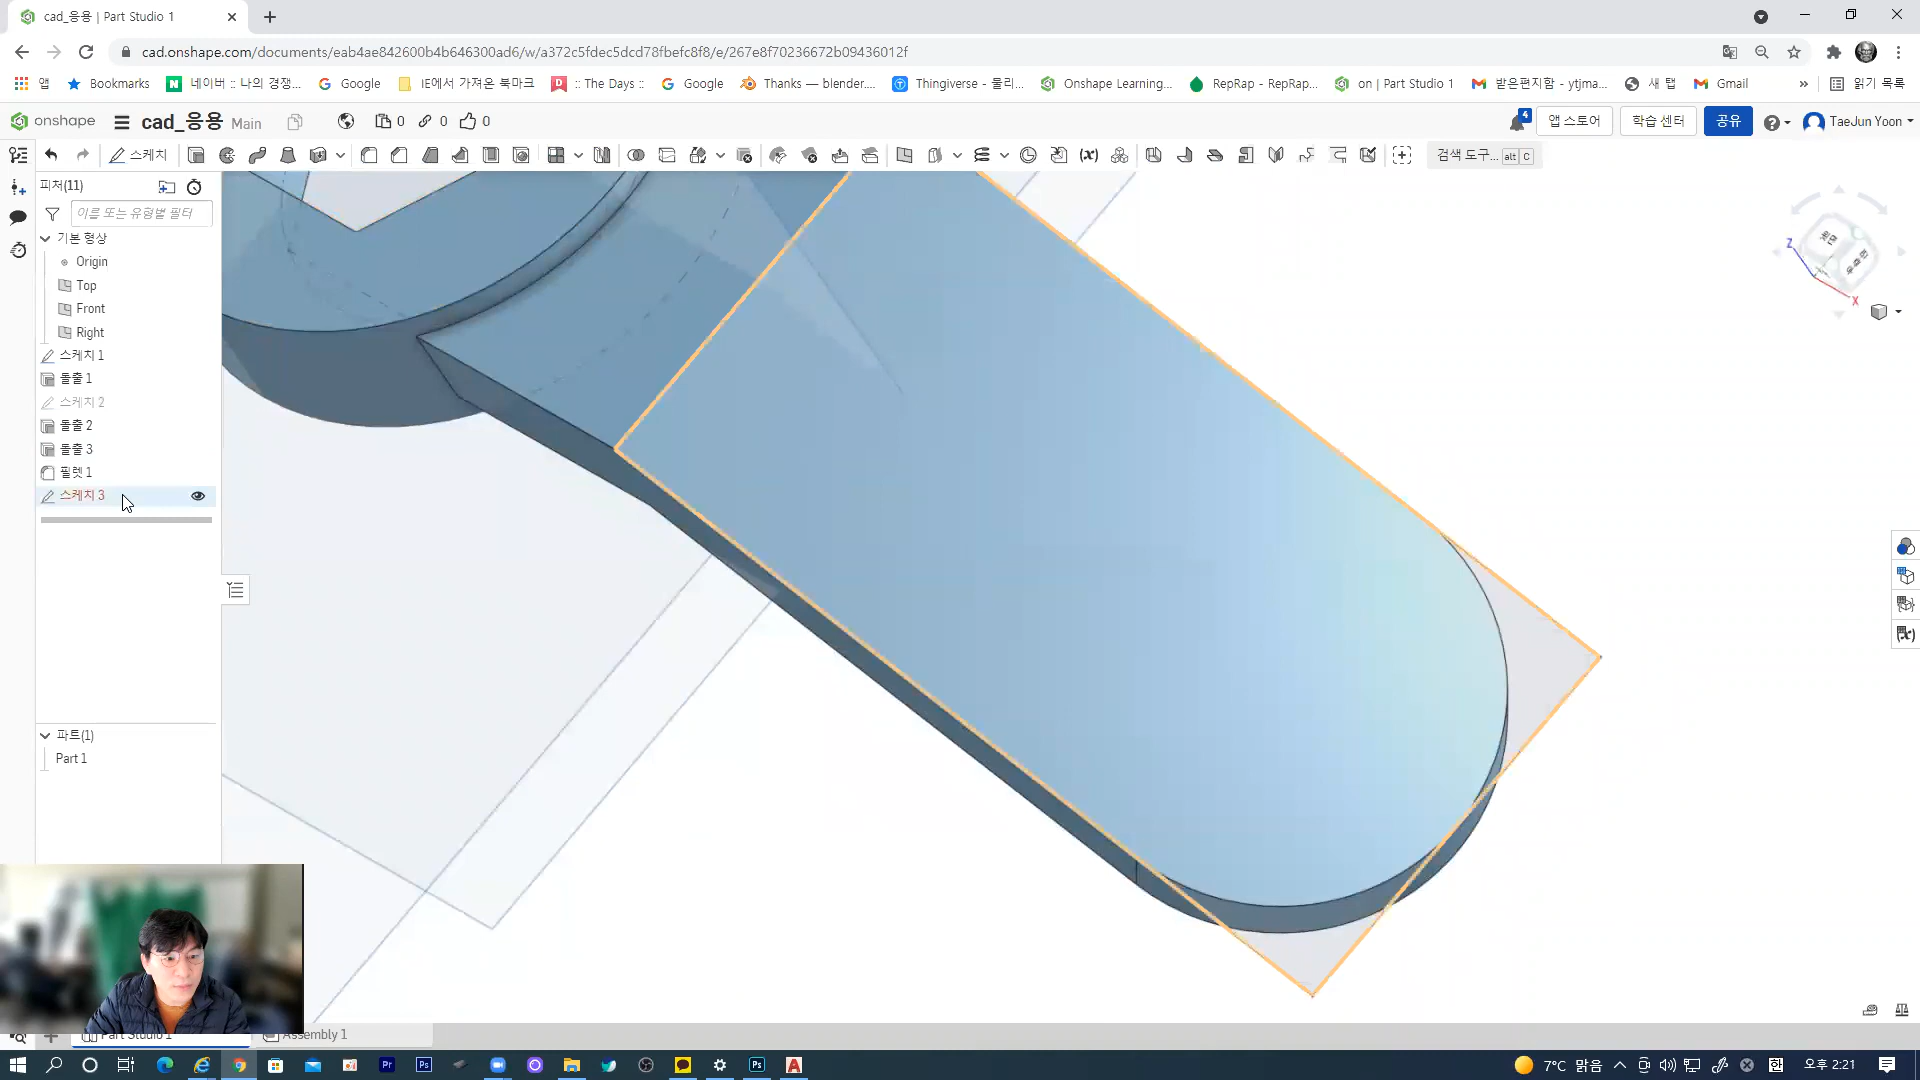 cad_응용 | Part Studio 1
cad.onshape.com/documents/eab4ae842600b4b646300ad6/w/a372c5fdec5dcd78fbefc8f8/e/267e8f70236672b09436012f
앱 Bookmarks 네이버 :: 나의 경쟁... Google IE에서 가져온 북마크 :: The Days :: Google Thanks — blender.... Thingiverse - 둘리... Onshape Learning... RepRap - RepRap... on | Part Studio 1 받은편지함 - ytjma... 새 탭 Gmail » 읽기 목록
onshape cad_응용 Main 0 0 0 4 앱 스토어 학습 센터 공유 TaeJun Yoon
스케치 (x) 검색 도구... alt C
피처(11)
이름 또는 유형별 필터
기본 형상
Origin
Top
Front
Right
스케치 1
돌출 1
스케치 2
돌출 2
돌출 3
필렛 1
스케치 3
Z
X
파트(1)
Part 1
Part Studio 1 Assembly 1
7°C 맑음 한 오후 2:21